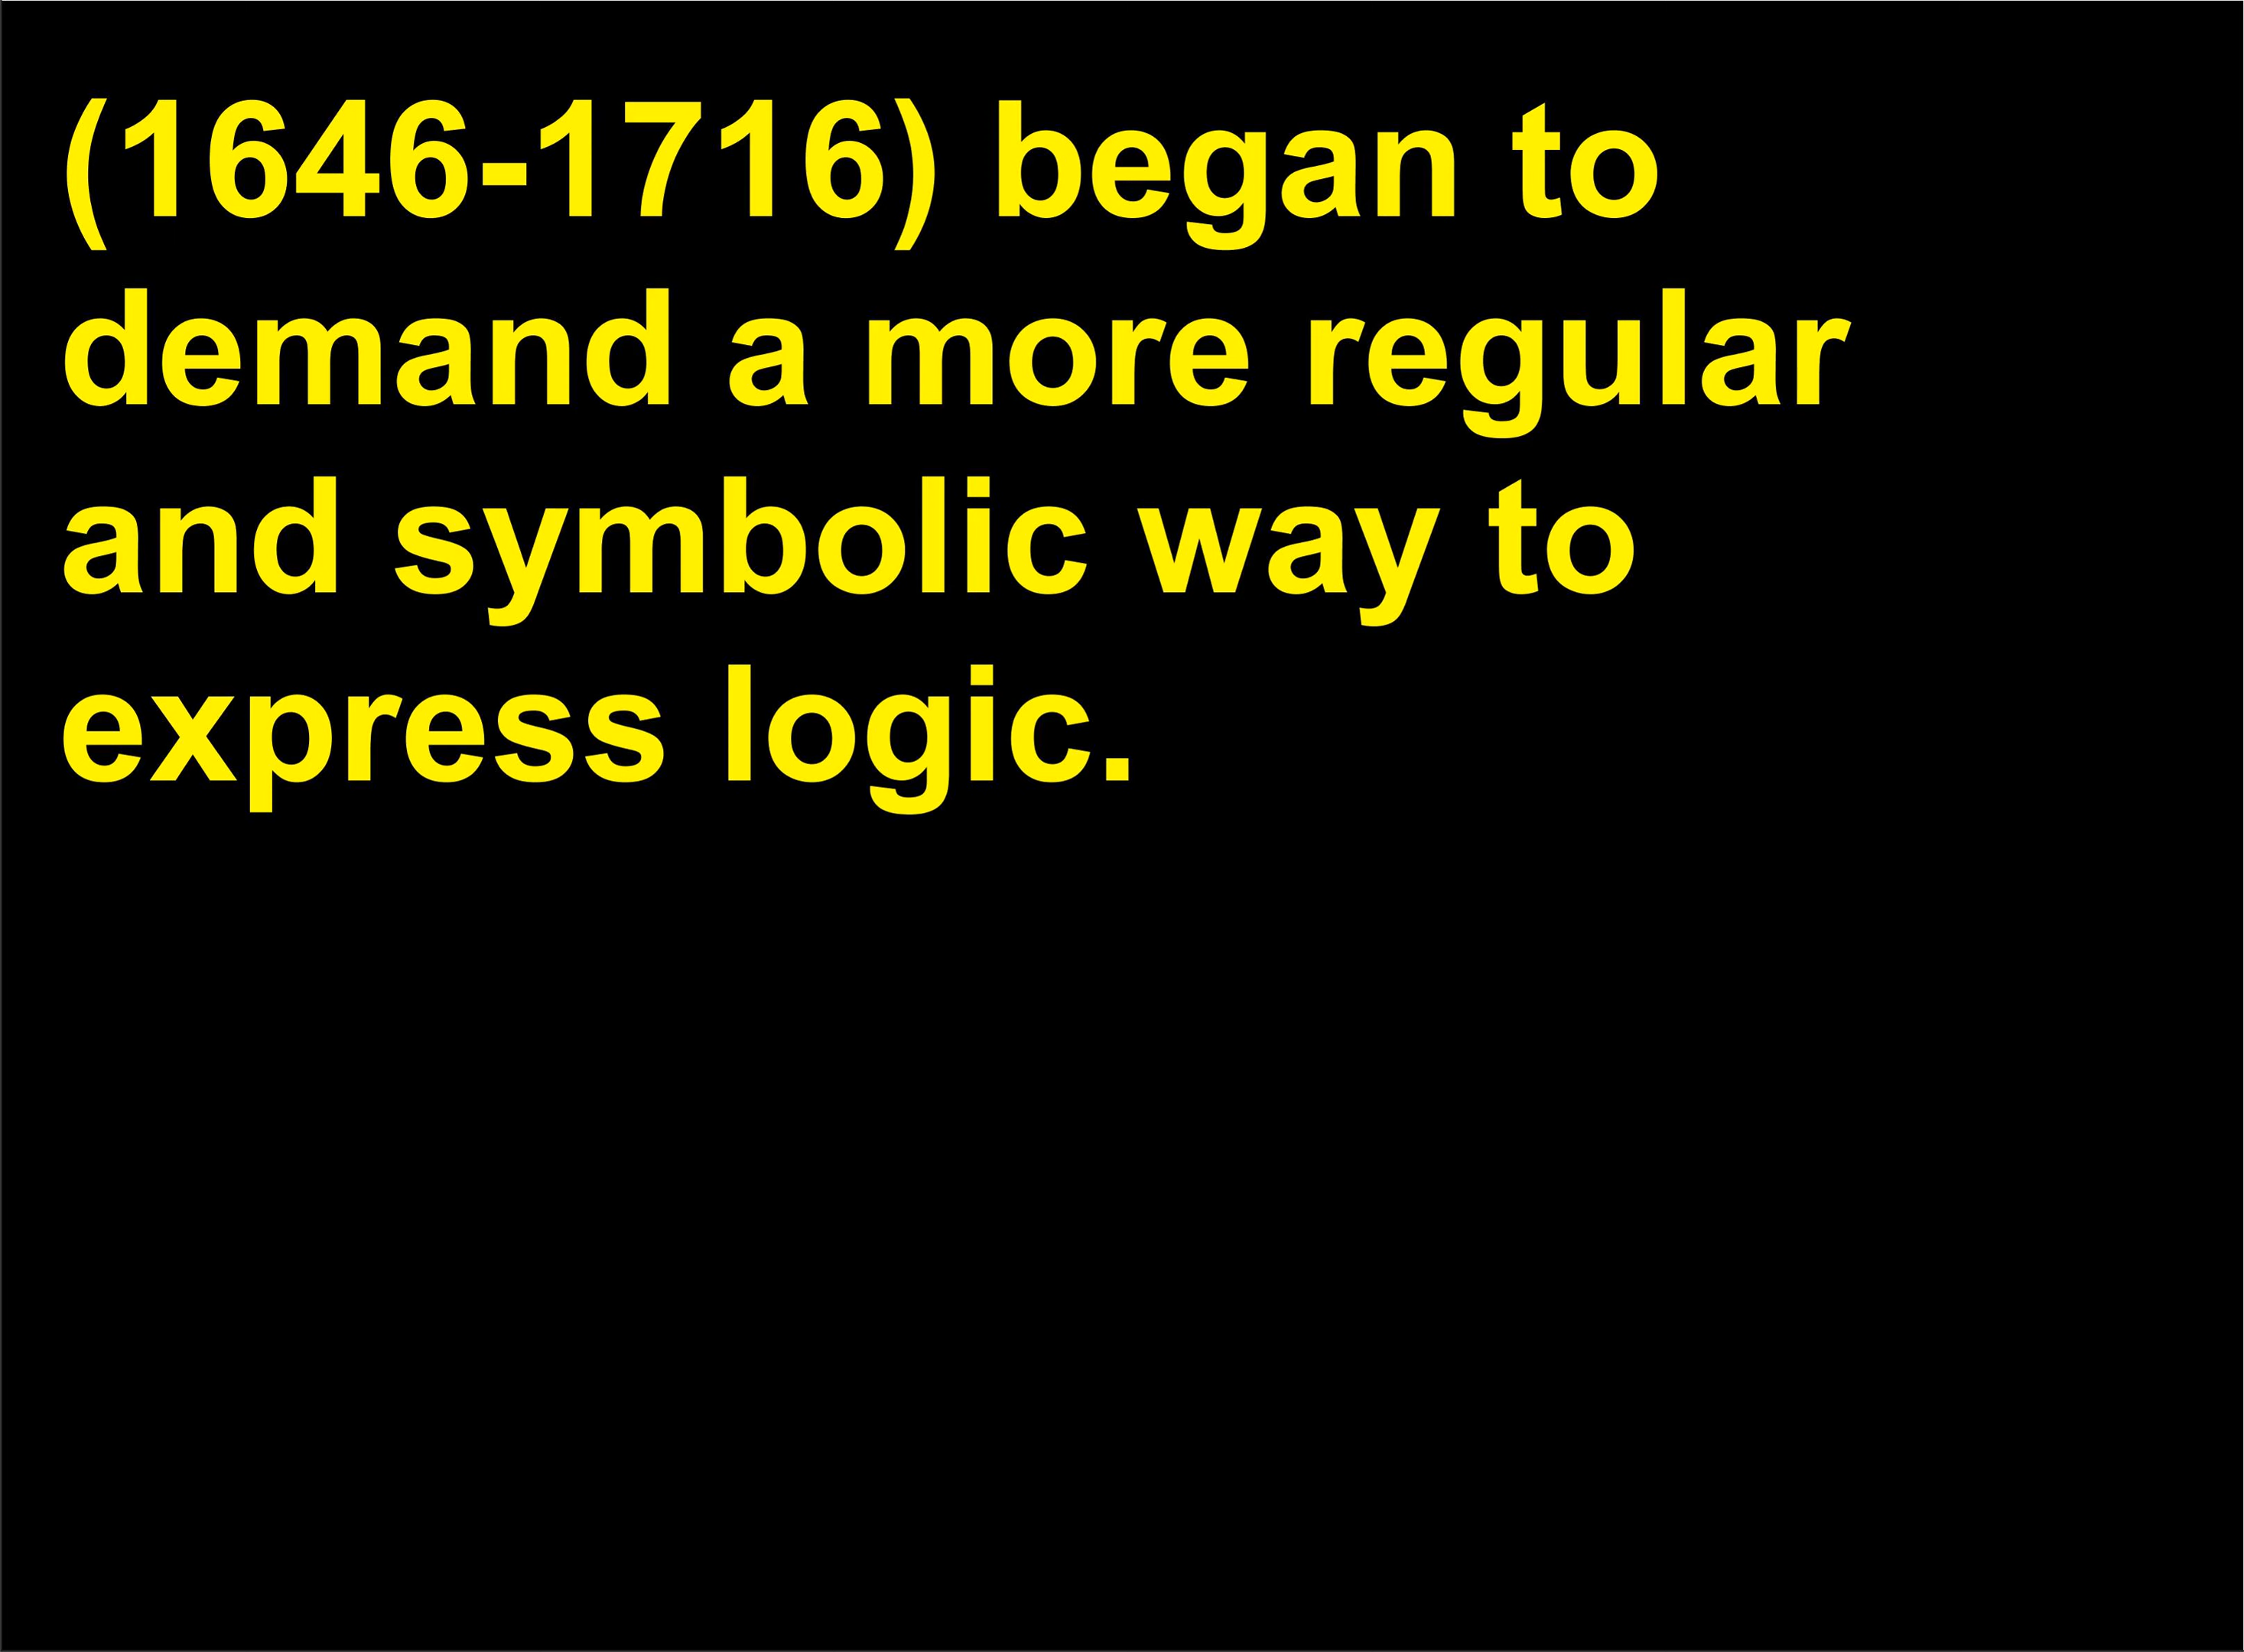 (1646-1716) began to
demand a more regular
and symbolic way to
express logic.